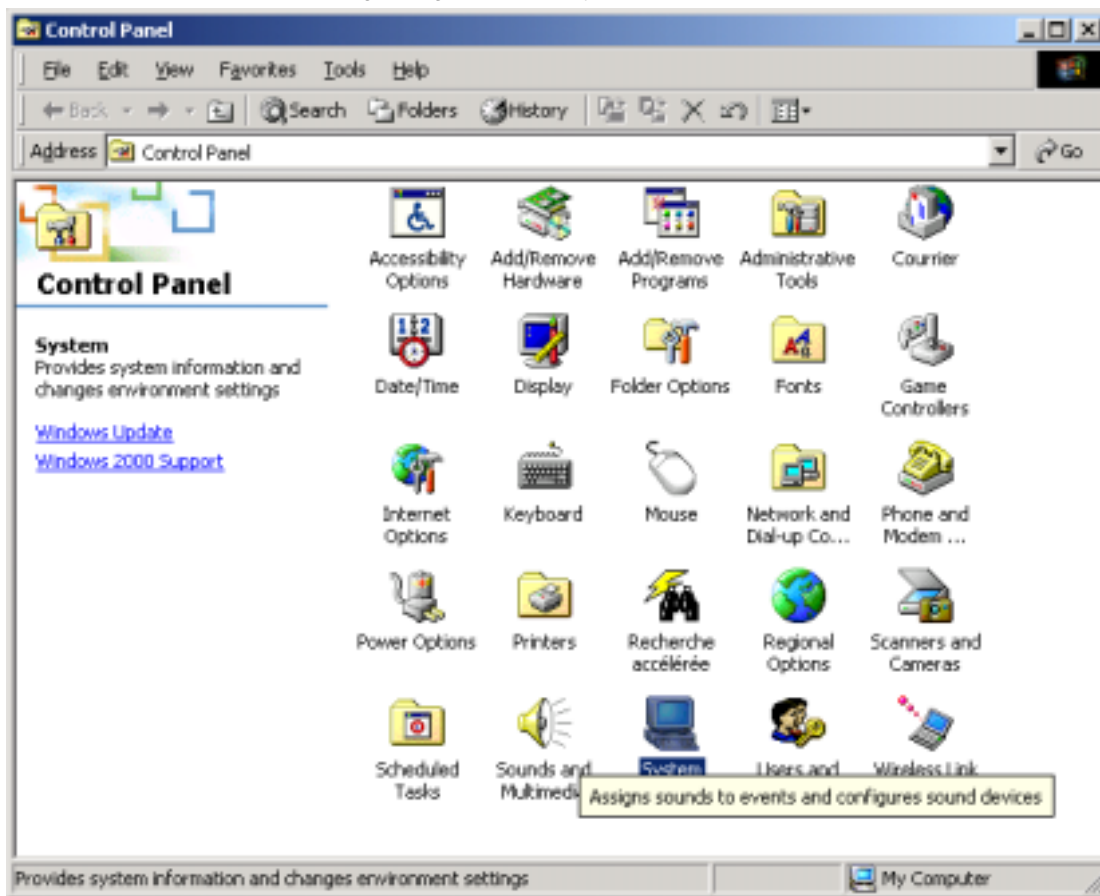 Control Panel
File Edit View Favorites Tools Help
Back Search Folders History
Address Control Panel Go
Control Panel
System
Provides system information and
changes environment settings
Windows Update
Windows 2000 Support
Accessibility
Options
Add/Remove
Hardware
Add/Remove
Programs
Administrative
Tools
Courrier
Date/Time
Display
Folder Options
Fonts
Game
Controllers
Internet
Options
Keyboard
Mouse
Network and
Dial-up Co...
Phone and
Modem ...
Power Options
Printers
Recherche
accélérée
Regional
Options
Scanners and
Cameras
Scheduled
Tasks
Sounds and
Multimedia
System
Users and
Wireless Link
Assigns sounds to events and configures sound devices
Provides system information and changes environment settings My Computer